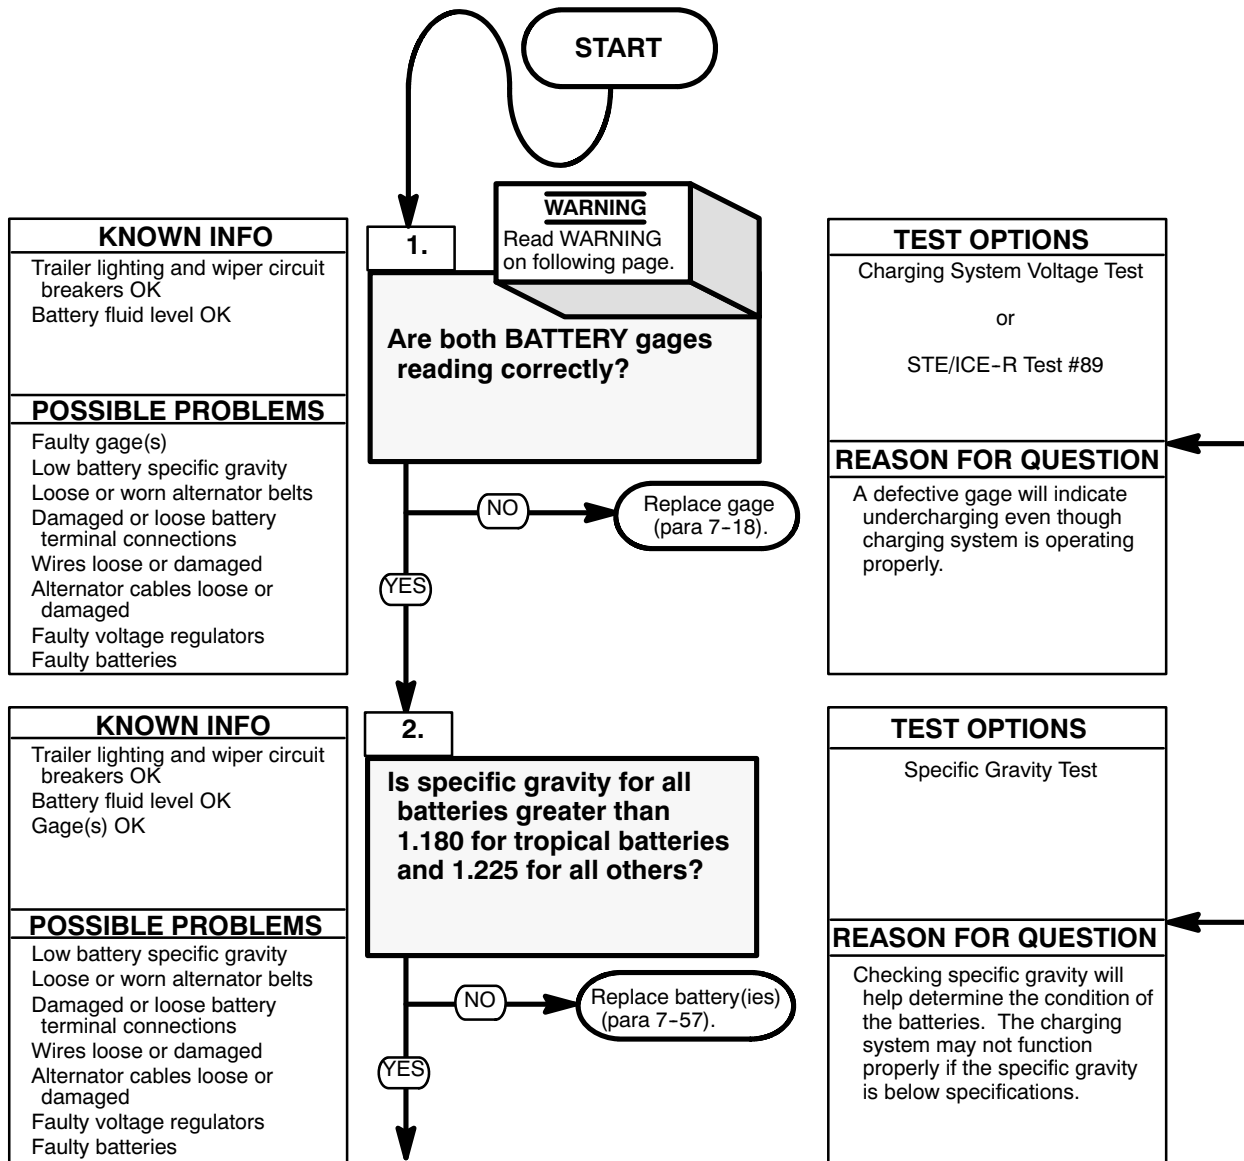 START
WARNING
Read WARNING
on following page.
KNOWN INFO
Trailer lighting and wiper circuit
breakers OK
Battery fluid level OK
POSSIBLE PROBLEMS
Faulty gage(s)
Low battery specific gravity
Loose or worn alternator belts
Damaged or loose battery
terminal connections
Wires loose or damaged
Alternator cables loose or
damaged
Faulty voltage regulators
Faulty batteries
1.
Are both BATTERY gages
reading correctly?
NO
Replace gage
(para 7-18).
YES
TEST OPTIONS
Charging System Voltage Test
or
STE/ICE-R Test #89
REASON FOR QUESTION
A defective gage will indicate
undercharging even though
charging system is operating
properly.
KNOWN INFO
Trailer lighting and wiper circuit
breakers OK
Battery fluid level OK
Gage(s) OK
POSSIBLE PROBLEMS
Low battery specific gravity
Loose or worn alternator belts
Damaged or loose battery
terminal connections
Wires loose or damaged
Alternator cables loose or
damaged
Faulty voltage regulators
Faulty batteries
2.
Is specific gravity for all
batteries greater than
1.180 for tropical batteries
and 1.225 for all others?
NO
Replace battery(ies)
(para 7-57).
YES
TEST OPTIONS
Specific Gravity Test
REASON FOR QUESTION
Checking specific gravity will
help determine the condition of
the batteries. The charging
system may not function
properly if the specific gravity
is below specifications.